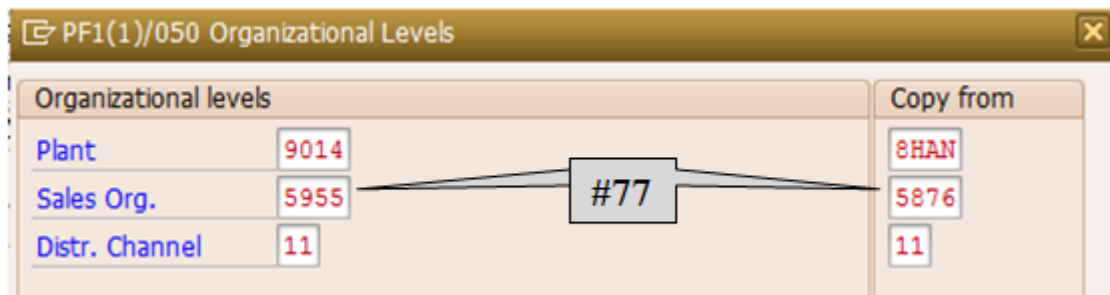 PF1(1)/050 Organizational Levels
Organizational levels Copy from
Plant 9014 8HAN
Sales Org. 5955 #77 5876
Distr. Channel 11 11